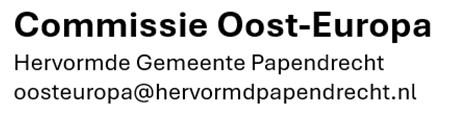 Commissie Oost-Europa
Hervormde Gemeente Papendrecht
oosteuropa@hervormdpapendrecht.nl